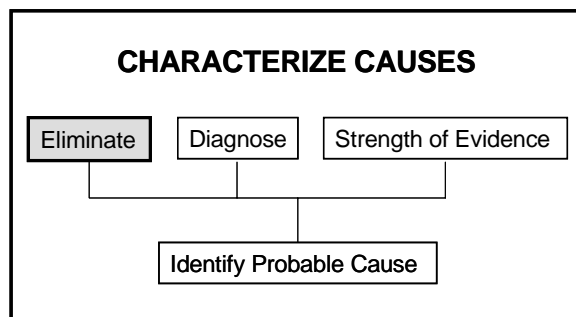 CHARACTERIZE CAUSES
Eliminate
Diagnose
Strength of Evidence
Identify Probable Cause